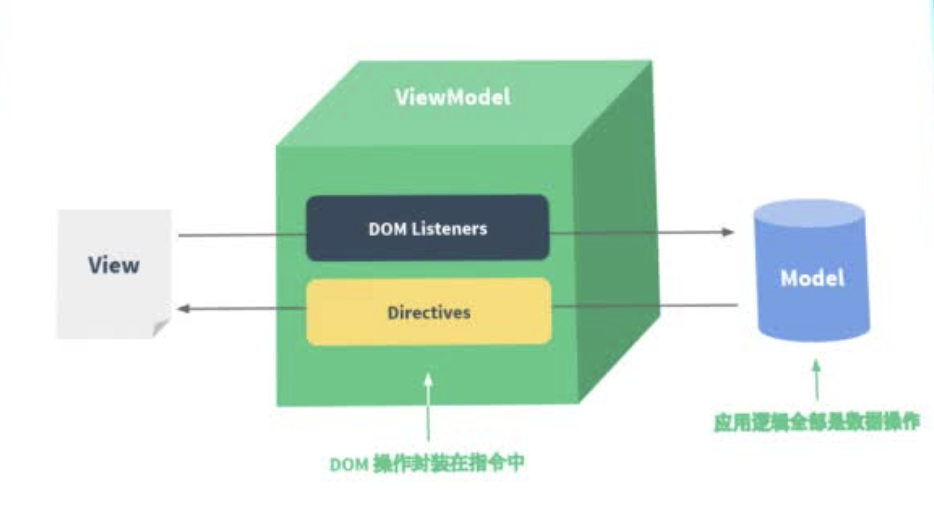 ViewModel
DOM Listeners
View
Model
Directives
应用逻辑全部是数据操作
DOM 操作封装在指令中